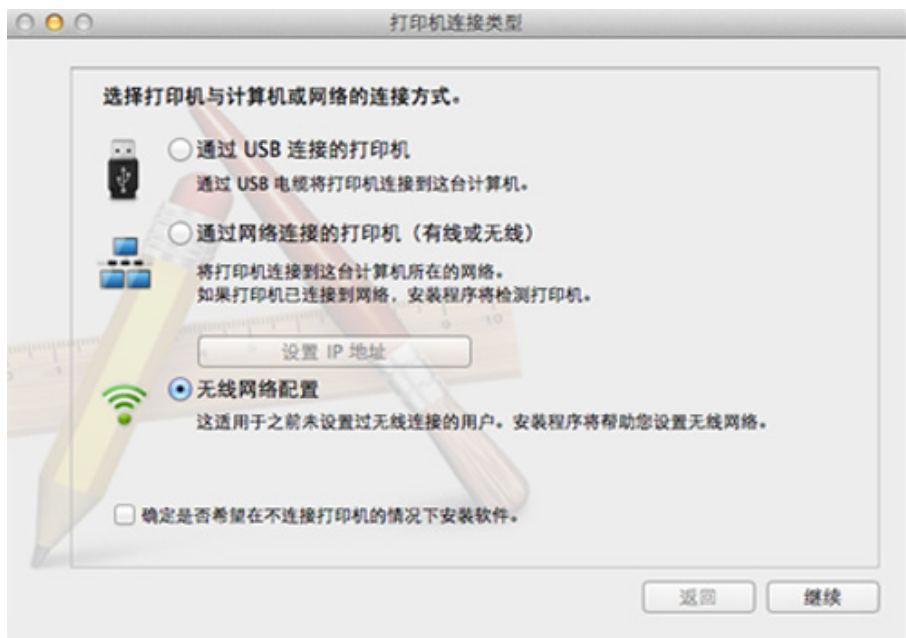 打印机连接类型
选择打印机与计算机或网络的连接方式。
通过 USB 连接的打印机
通过 USB 电缆将打印机连接到这台计算机。
通过网络连接的打印机（有线或无线）
将打印机连接到这台计算机所在的网络。
如果打印机已连接到网络，安装程序将检测打印机。
设置 IP 地址
无线网络配置
这适用于之前未设置过无线连接的用户。安装程序将帮助您设置无线网络。
确定是否希望在不连接打印机的情况下安装软件。
返回
继续